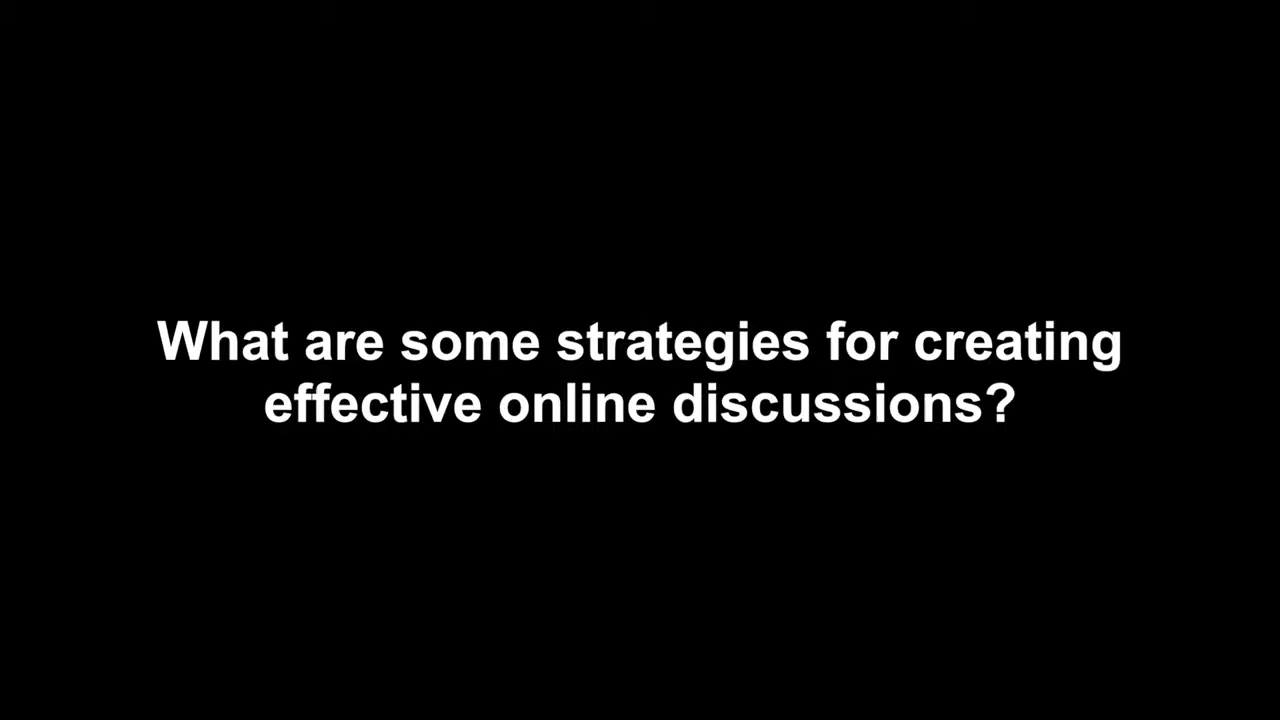 What are some strategies for creating
effective online discussions?